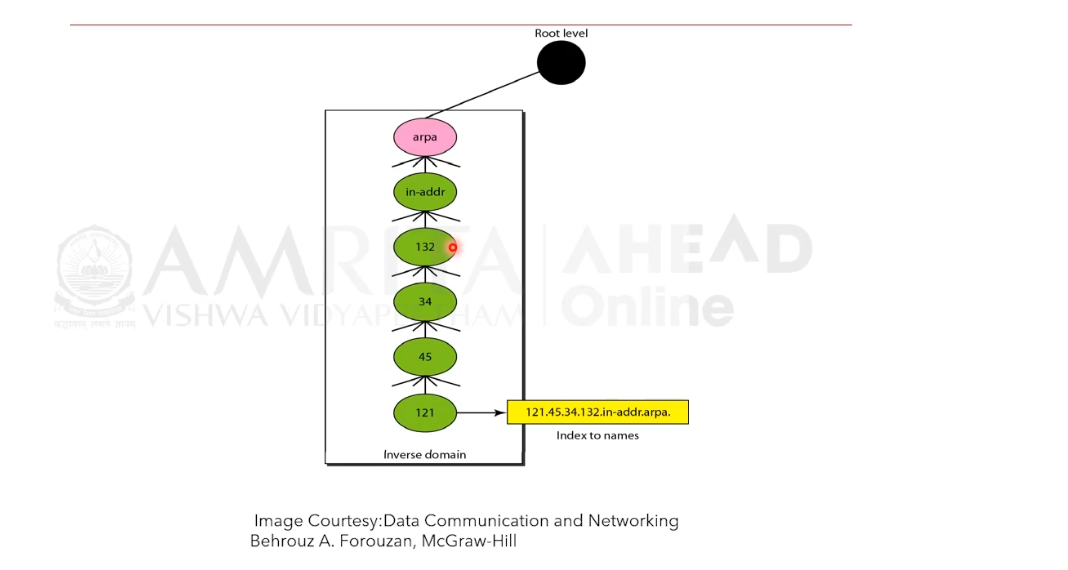 Root level
arpa
in-addr
132
34
45
121
121.45.34.132.in-addr.arpa.
Index to names
Inverse domain
AMRITA
VISHWA VIDYAPEETHAM
AHEAD
Online
Image Courtesy:Data Communication and Networking
Behrouz A. Forouzan, McGraw-Hill